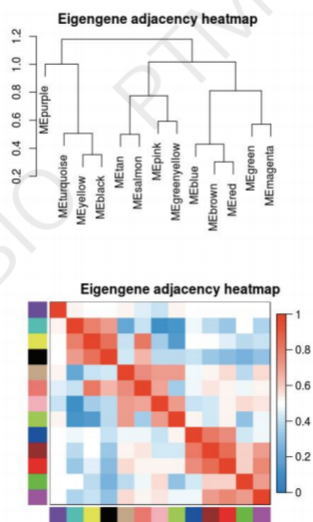 Eigengene adjacency heatmap
1.2
1.0
0.8
0.6
0.4
0.2
MEpurple
MEturquoise
MEyellow
MEblack
MEtan
MEsalmon
MEpink
MEgreenyellow
MEblue
MEbrown
MEred
MEgreen
MEmagenta
Eigengene adjacency heatmap
1
0.8
0.6
0.4
0.2
0